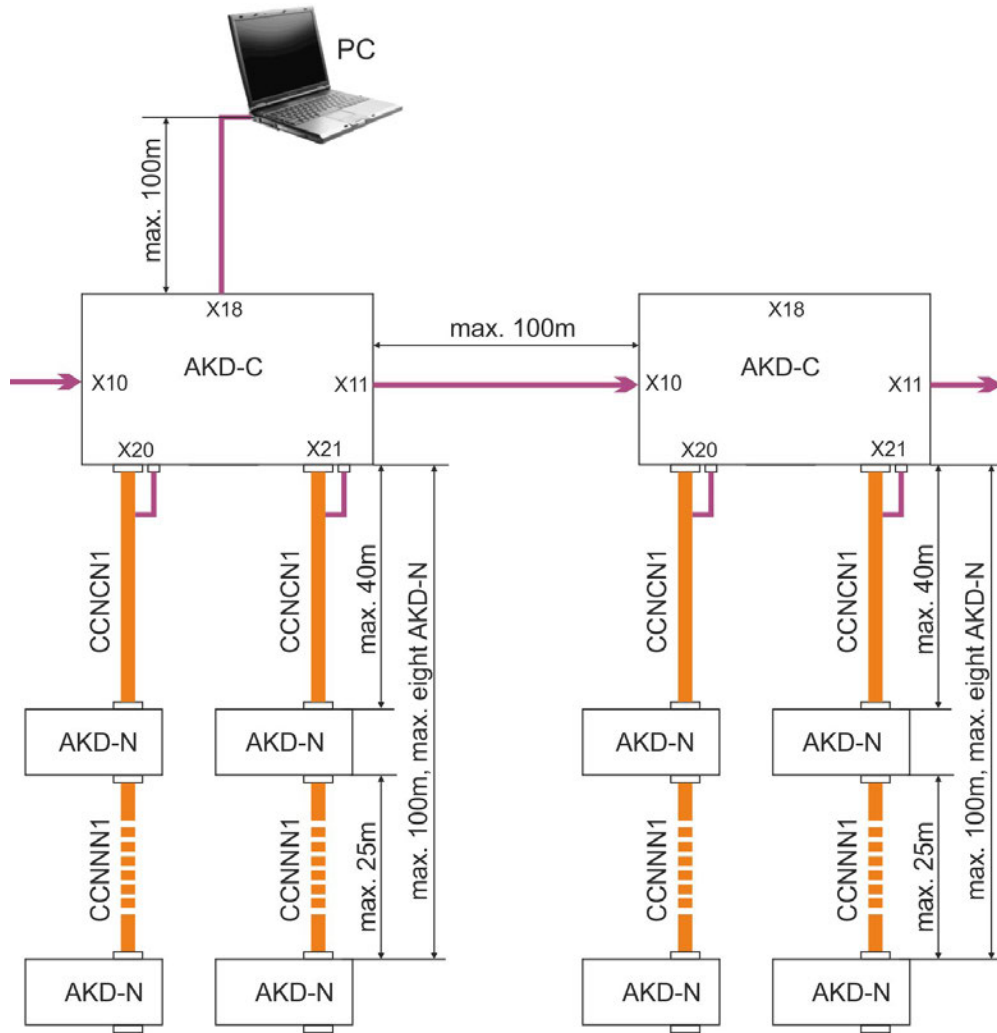 PC
max. 100m
X18
AKD-C
X10
X11
X20
X21
max. 100m
X18
AKD-C
X10
X11
X20
X21
CCNCN1
CCNCN1
max. 40m
max. 100m, max. eight AKD-N
CCNCN1
CCNCN1
max. 40m
max. 100m, max. eight AKD-N
AKD-N
AKD-N
AKD-N
AKD-N
CCNNN1
CCNNN1
max. 25m
CCNNN1
CCNNN1
max. 25m
AKD-N
AKD-N
AKD-N
AKD-N